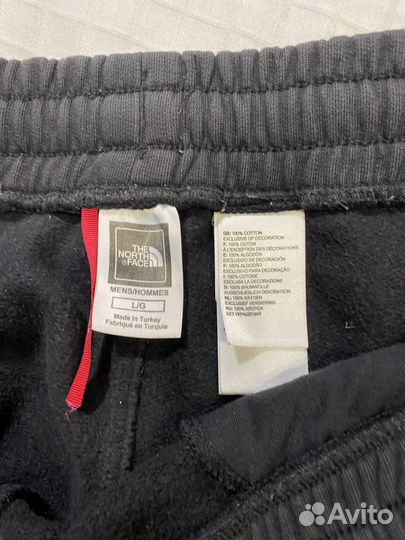 THE
NORTH
FACE
MENS/HOMMES
L/G
Made in Turkey
Fabriqué en Turquie
GB: 100% COTTON
EXCLUSIVE OF DECORATION
F: 100% COTON
A L'EXCEPTION DES DÉCORATIONS
E: 100% ALGODÓN
EXCLUSIVO DE DECORACIÓN
P: 100% ALGODÃO
EXCLUSIVO PARA DECORAÇÃO
I: 100% COTONE
ESCLUSA LA DECORAZIONE
D: 100% BAUMWOLLE
AUSSCHLIEßLICH DEKORATION
NL: 100% KATOEN
EXCLUSIEF VERSIERING
RU: 100% ХЛОПОК
БЕЗ УКРАШЕНИЙ
Avito